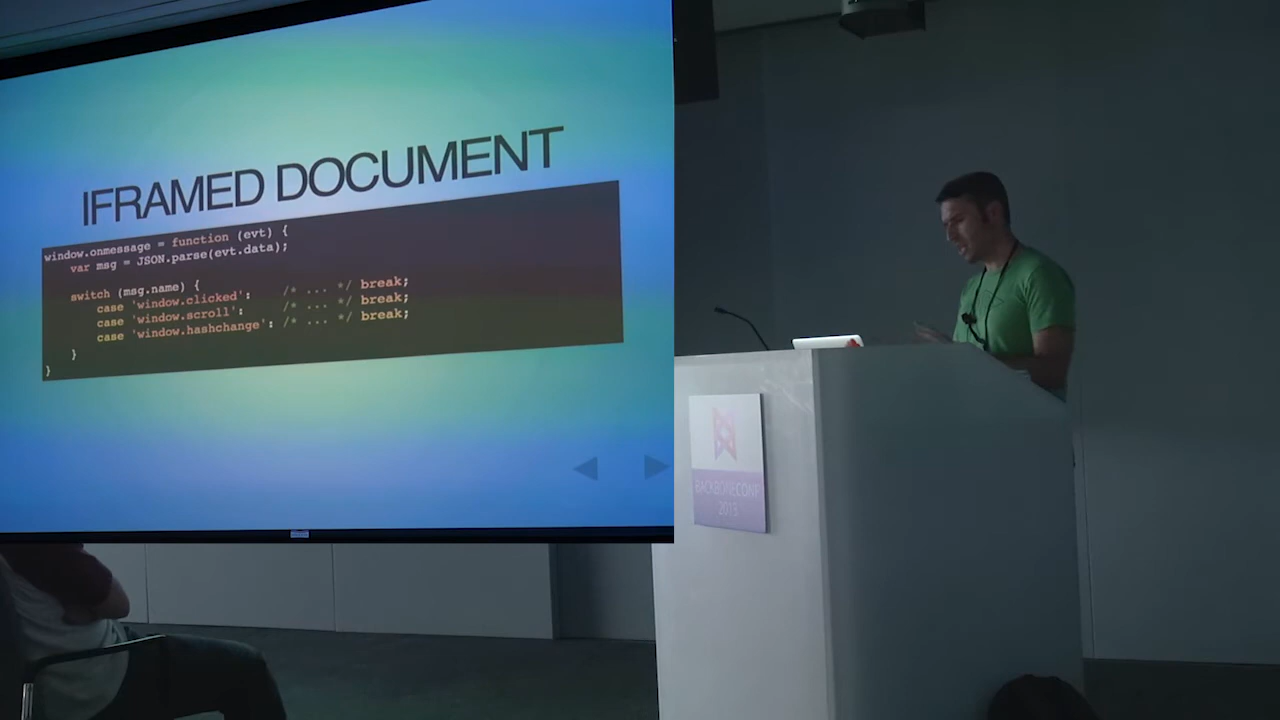 IFRAMED DOCUMENT
window.onmessage = function (evt) {
var msg = JSON.parse(evt.data);
switch (msg.name) {
case 'window.clicked': /* ... */ break;
case 'window.scroll': /* ... */ break;
case 'window.hashchange': /* ... */ break;
}
}
BACKBONECONF
2013